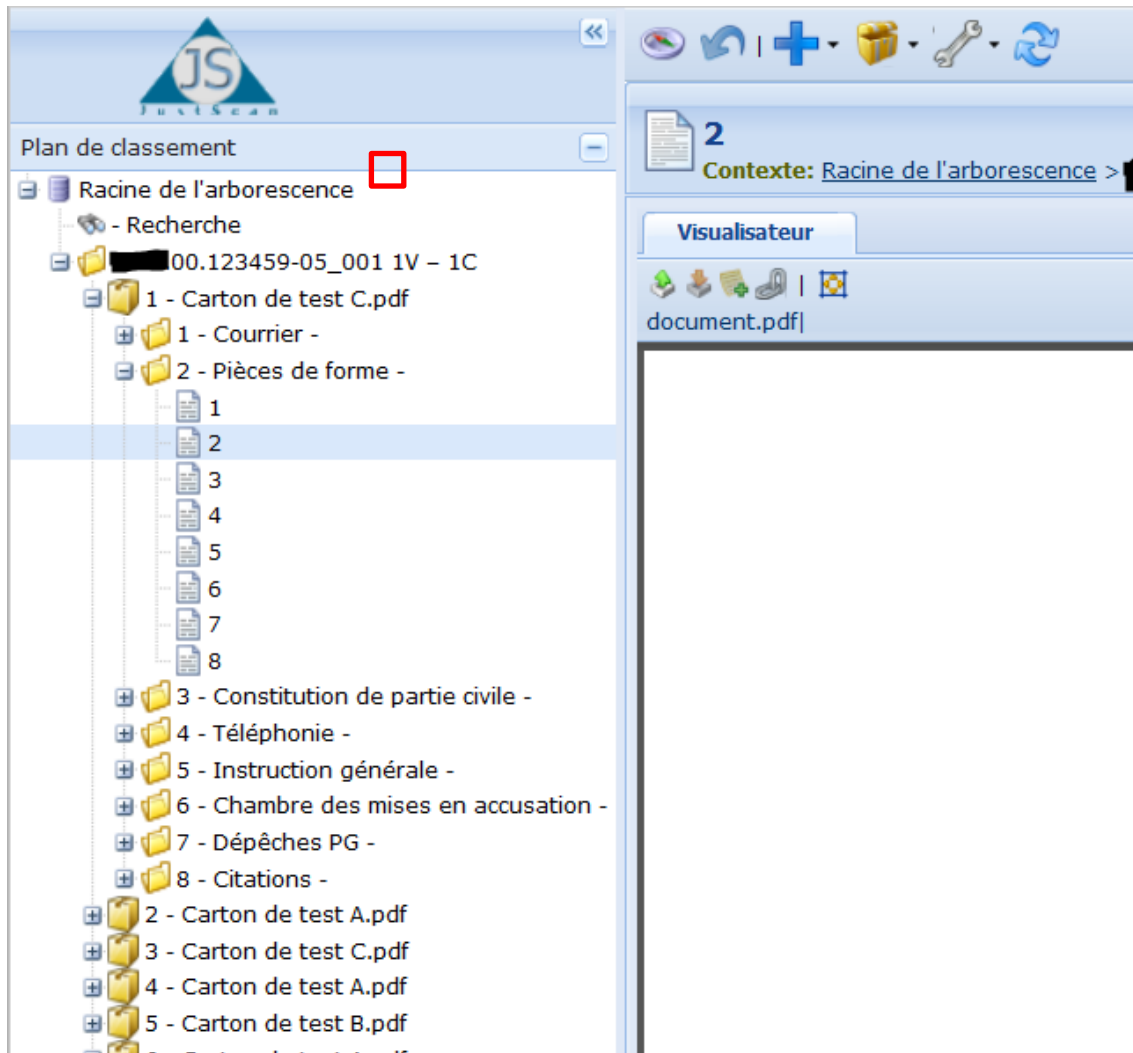 JS
JustScan
Plan de classement
Racine de l'arborescence
- Recherche
00.123459-05_001 1V – 1C
1 - Carton de test C.pdf
1 - Courrier -
2 - Pièces de forme -
1
2
3
4
5
6
7
8
3 - Constitution de partie civile -
4 - Téléphonie -
5 - Instruction générale -
6 - Chambre des mises en accusation -
7 - Dépêches PG -
8 - Citations -
2 - Carton de test A.pdf
3 - Carton de test C.pdf
4 - Carton de test A.pdf
5 - Carton de test B.pdf
2
Contexte: Racine de l'arborescence >
Visualisateur
document.pdf|